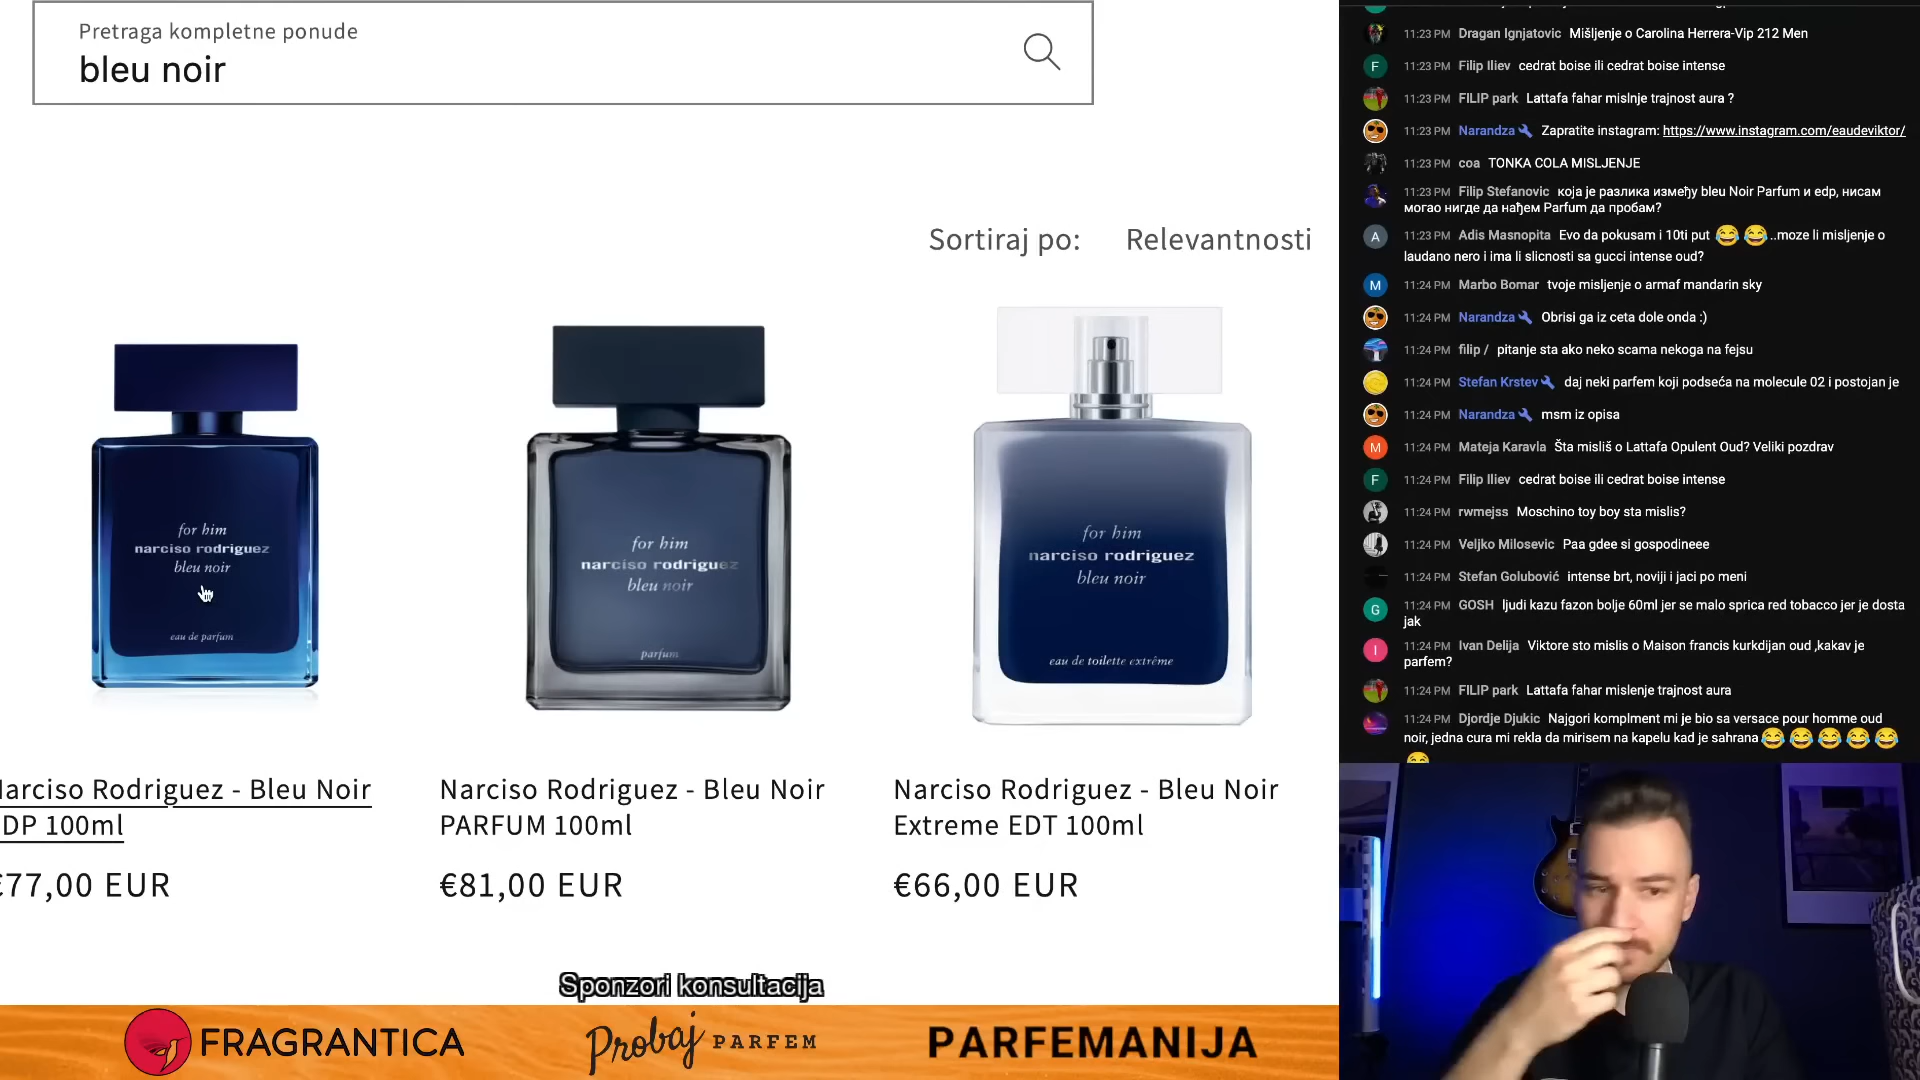 Pretraga kompletne ponude
bleu noir
Sortiraj po: Relevantnosti
for him
narciso rodriguez
bleu noir
eau de parfum
for him
narciso rodriguez
bleu noir
parfum
for him
narciso rodriguez
bleu noir
eau de toilette extrême
Narciso Rodriguez - Bleu Noir
DP 100ml
€77,00 EUR
Narciso Rodriguez - Bleu Noir
PARFUM 100ml
€81,00 EUR
Narciso Rodriguez - Bleu Noir
Extreme EDT 100ml
€66,00 EUR
Sponzori konsultacija
FRAGRANTICA
Probaj PARFEM
PARFEMANIJA
11:23 PM Dragan Ignjatovic Mišljenje o Carolina Herrera-Vip 212 Men
F 11:23 PM Filip Iliev cedrat boise ili cedrat boise intense
11:23 PM FILIP park Lattafa fahar mislnje trajnost aura ?
11:23 PM Narandza Zapratite instagram: https://www.instagram.com/eaudeviktor/
11:23 PM coa TONKA COLA MISLJENJE
11:23 PM Filip Stefanovic која је разлика између bleu Noir Parfum и edp, нисам
могао нигде да нађем Parfum да пробам?
A 11:23 PM Adis Masnopita Evo da pokusam i 10ti put 😂 😂 ..moze li misljenje o
laudano nero i ima li slicnosti sa gucci intense oud?
M 11:24 PM Marbo Bomar tvoje misljenje o armaf mandarin sky
11:24 PM Narandza Obrisi ga iz ceta dole onda :)
11:24 PM filip / pitanje sta ako neko scama nekoga na fejsu
11:24 PM Stefan Krstev daj neki parfem koji podseća na molecule 02 i postojan je
11:24 PM Narandza msm iz opisa
M 11:24 PM Mateja Karavla Šta misliš o Lattafa Opulent Oud? Veliki pozdrav
F 11:24 PM Filip Iliev cedrat boise ili cedrat boise intense
11:24 PM rwmejss Moschino toy boy sta mislis?
11:24 PM Veljko Milosevic Paa gdee si gospodineee
11:24 PM Stefan Golubović intense brt, noviji i jaci po meni
G 11:24 PM GOSH ljudi kazu fazon bolje 60ml jer se malo sprica red tobacco jer je dosta
jak
I 11:24 PM Ivan Delija Viktore sto mislis o Maison francis kurkdijan oud ,kakav je
parfem?
11:24 PM FILIP park Lattafa fahar mislenje trajnost aura
11:24 PM Djordje Djukic Najgori komplment mi je bio sa versace pour homme oud
noir, jedna cura mi rekla da mirisem na kapelu kad je sahrana😂😂😂😂😂
😂